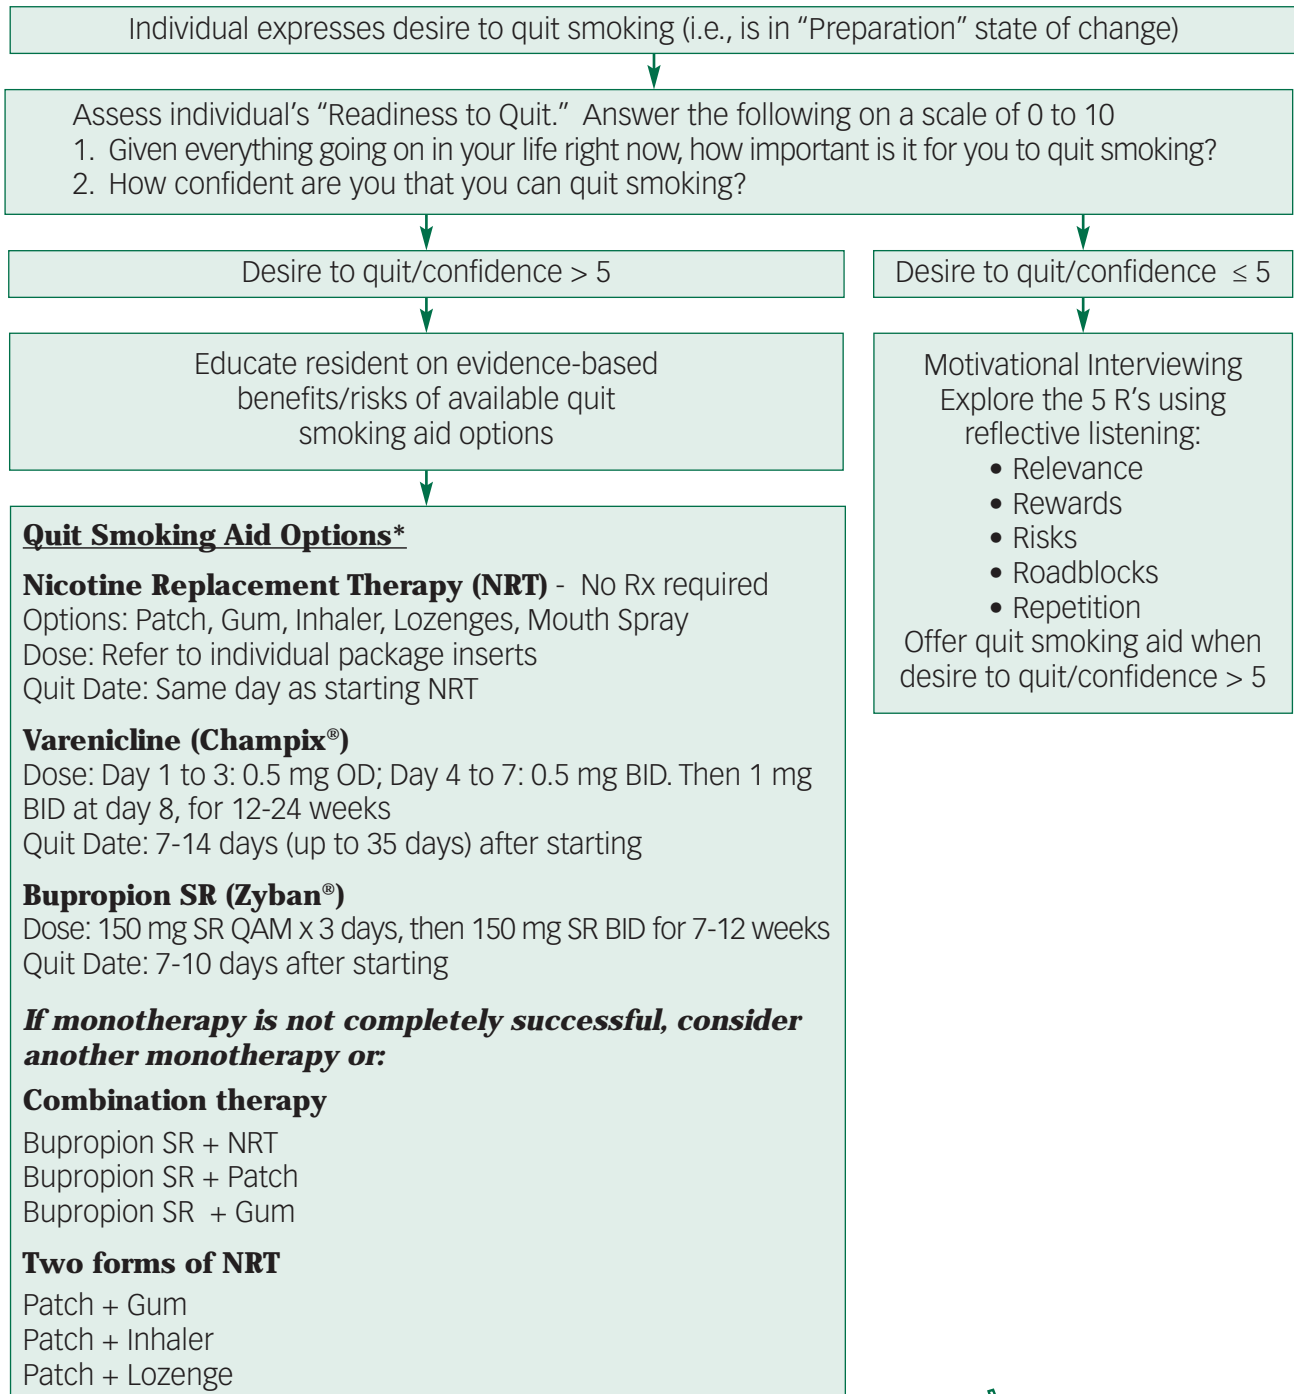 Individual expresses desire to quit smoking (i.e., is in “Preparation” state of change)
Assess individual’s “Readiness to Quit.” Answer the following on a scale of 0 to 10
1. Given everything going on in your life right now, how important is it for you to quit smoking?
2. How confident are you that you can quit smoking?
Desire to quit/confidence > 5
Educate resident on evidence-based
benefits/risks of available quit
smoking aid options
Quit Smoking Aid Options*
Nicotine Replacement Therapy (NRT) - No Rx required
Options: Patch, Gum, Inhaler, Lozenges, Mouth Spray
Dose: Refer to individual package inserts
Quit Date: Same day as starting NRT
Varenicline (Champix®)
Dose: Day 1 to 3: 0.5 mg OD; Day 4 to 7: 0.5 mg BID. Then 1 mg
BID at day 8, for 12-24 weeks
Quit Date: 7-14 days (up to 35 days) after starting
Bupropion SR (Zyban®)
Dose: 150 mg SR QAM x 3 days, then 150 mg SR BID for 7-12 weeks
Quit Date: 7-10 days after starting
If monotherapy is not completely successful, consider
another monotherapy or:
Combination therapy
Bupropion SR + NRT
Bupropion SR + Patch
Bupropion SR + Gum
Two forms of NRT
Patch + Gum
Patch + Inhaler
Patch + Lozenge
Desire to quit/confidence ≤ 5
Motivational Interviewing
Explore the 5 R’s using
reflective listening:
• Relevance
• Rewards
• Risks
• Roadblocks
• Repetition
Offer quit smoking aid when
desire to quit/confidence > 5